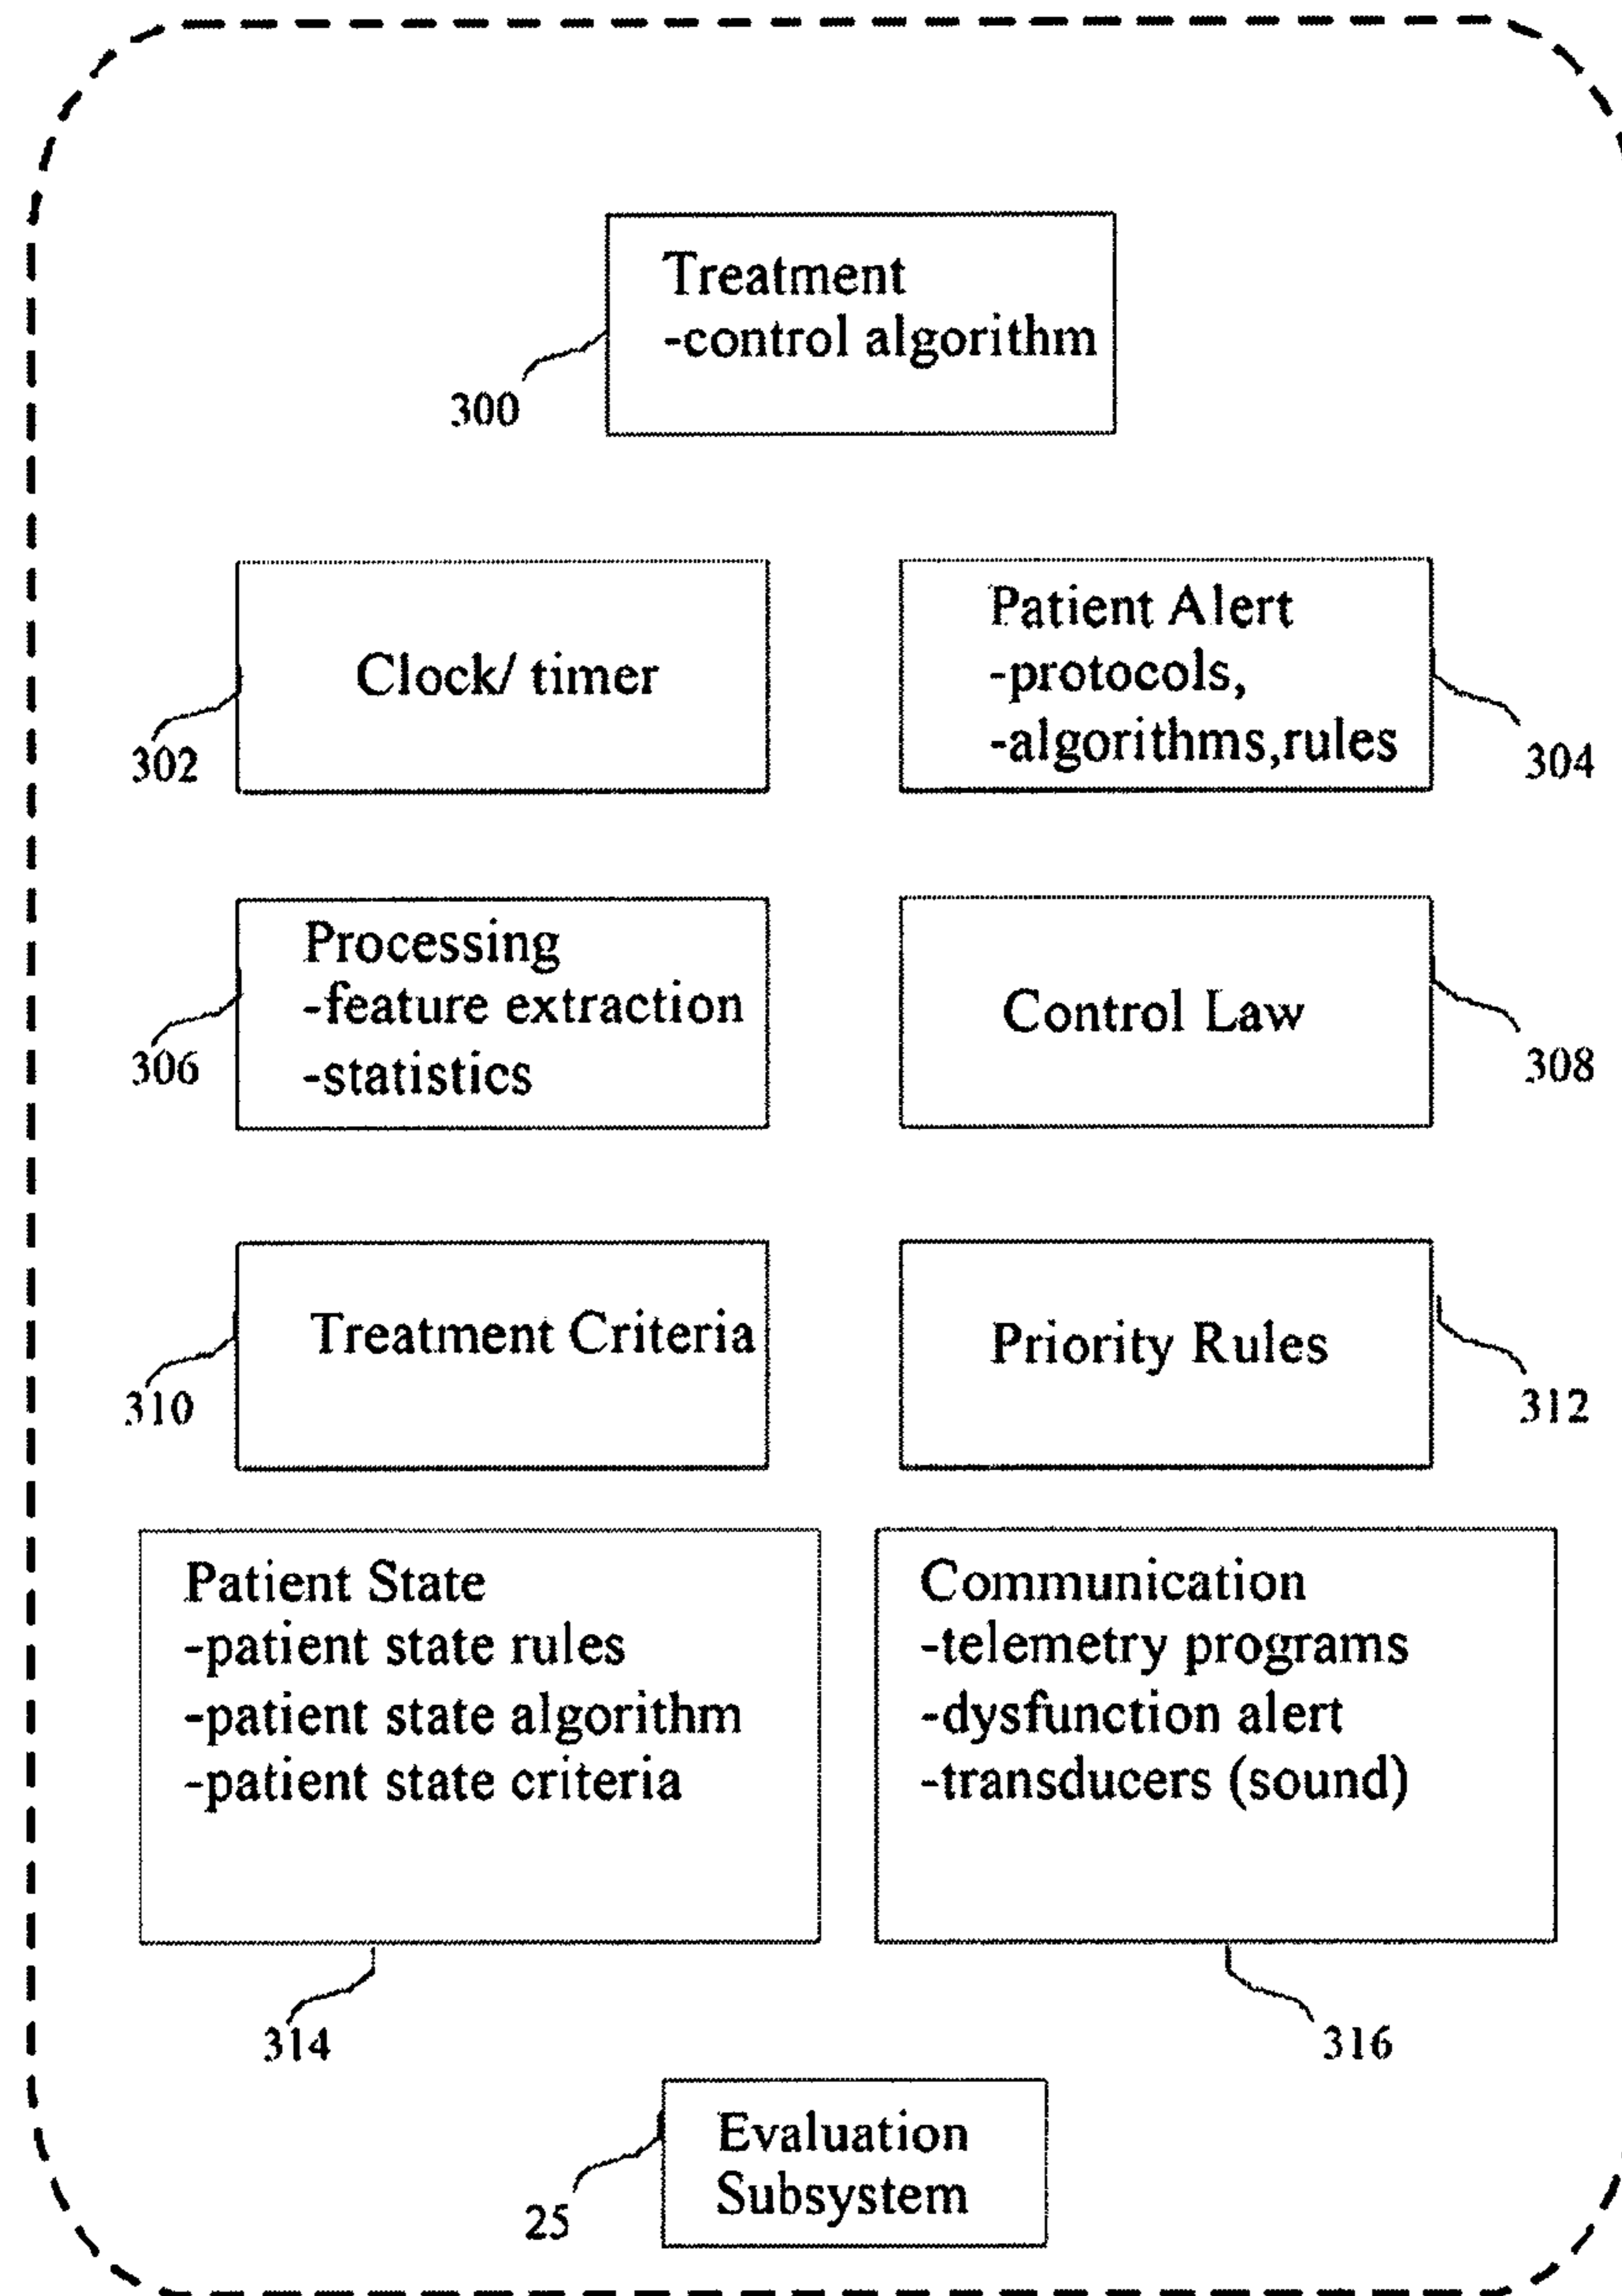 Treatment
-control algorithm
300
Clock/ timer
302
Patient Alert
-protocols,
-algorithms,rules
304
Processing
-feature extraction
-statistics
306
Control Law
308
Treatment Criteria
310
Priority Rules
312
Patient State
-patient state rules
-patient state algorithm
-patient state criteria
314
Communication
-telemetry programs
-dysfunction alert
-transducers (sound)
316
Evaluation
Subsystem
25